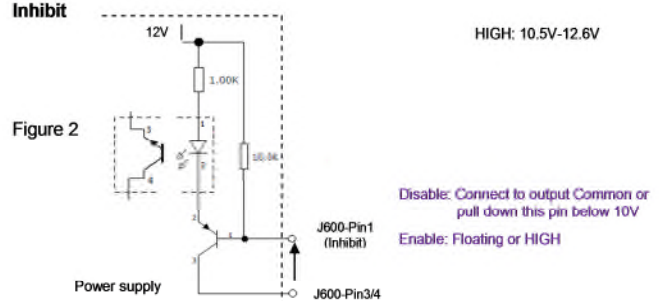 Inhibit
12V
HIGH: 10.5V-12.6V
1.00K
Figure 2
3
4
1
2
Disable: Connect to output Common or
pull down this pin below 10V
2
1
J600-Pin1
(Inhibit)
Enable: Floating or HIGH
3
Power supply
J600-Pin3/4